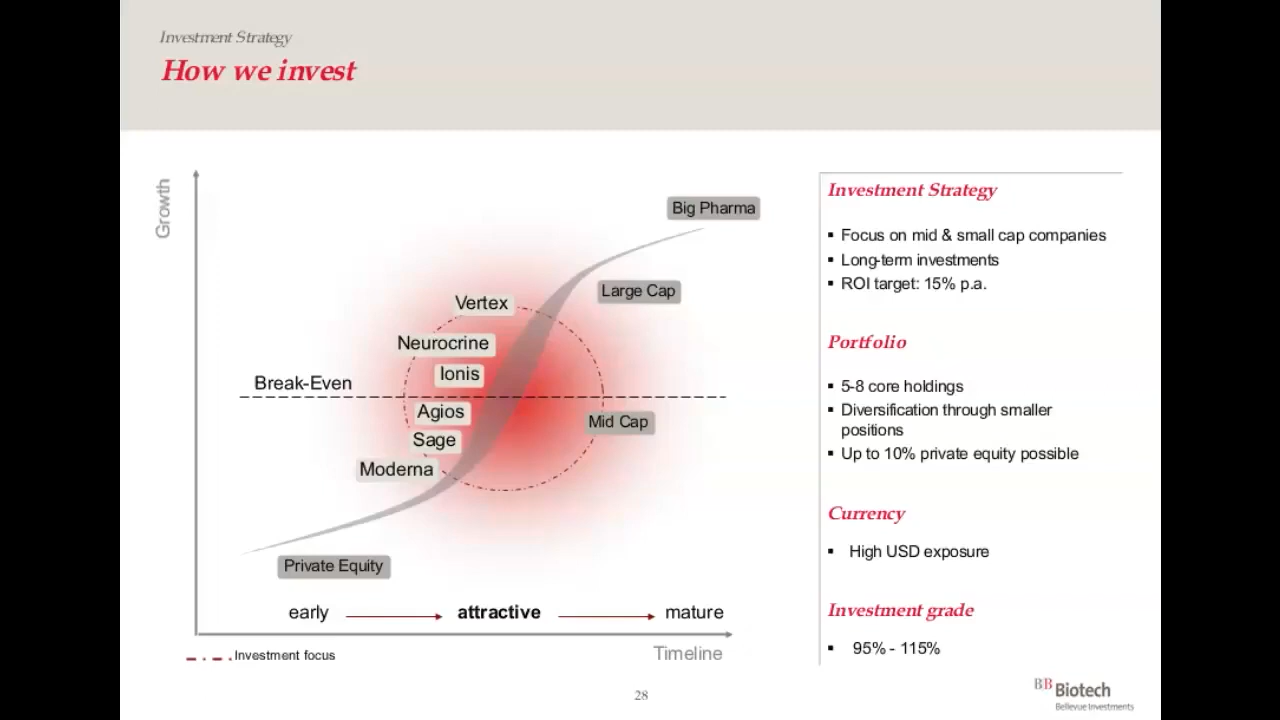 Investment Strategy
How we invest
Growth
Big Pharma
Large Cap
Vertex
Neurocrine
Ionis
Break-Even
Agios
Mid Cap
Sage
Moderna
Private Equity
early
attractive
mature
Timeline
Investment focus
Investment Strategy
▪ Focus on mid & small cap companies
▪ Long-term investments
▪ ROI target: 15% p.a.
Portfolio
▪ 5-8 core holdings
▪ Diversification through smaller
positions
▪ Up to 10% private equity possible
Currency
▪ High USD exposure
Investment grade
▪ 95% - 115%
28
BB Biotech
Bellevue Investments